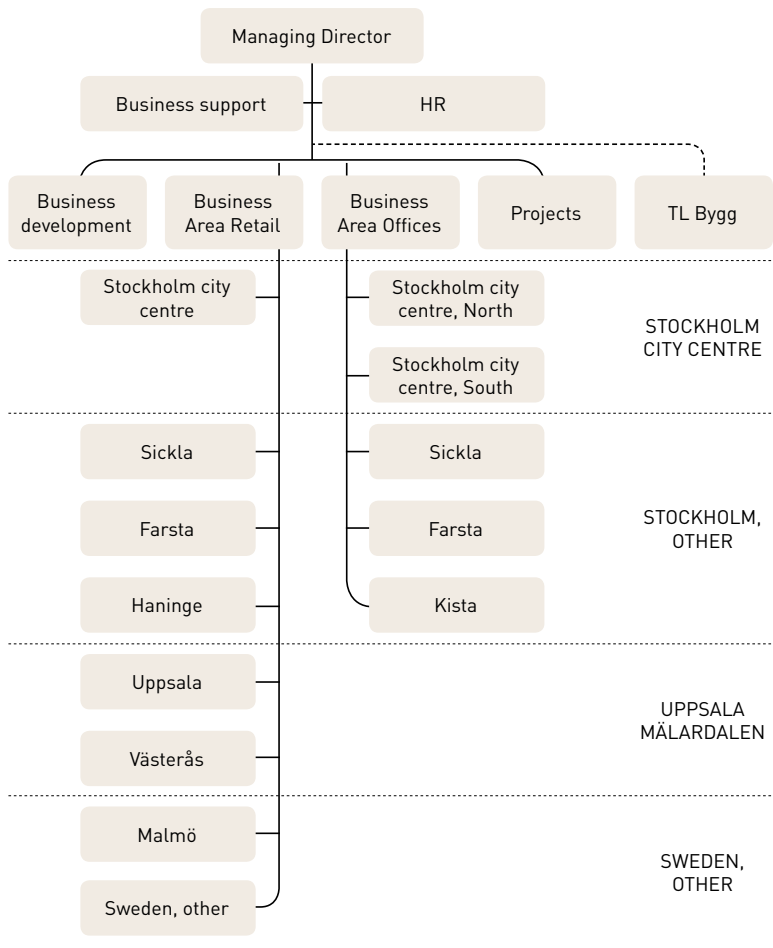 Managing Director
Business support
HR
Business
development
Business
Area Retail
Business
Area Offices
Projects
TL Bygg
Stockholm city
centre
Stockholm city
centre, North
Stockholm city
centre, South
STOCKHOLM
CITY CENTRE
Sickla
Farsta
Haninge
Sickla
Farsta
Kista
STOCKHOLM,
OTHER
Uppsala
Västerås
UPPSALA
MÄLARDALEN
Malmö
Sweden, other
SWEDEN,
OTHER